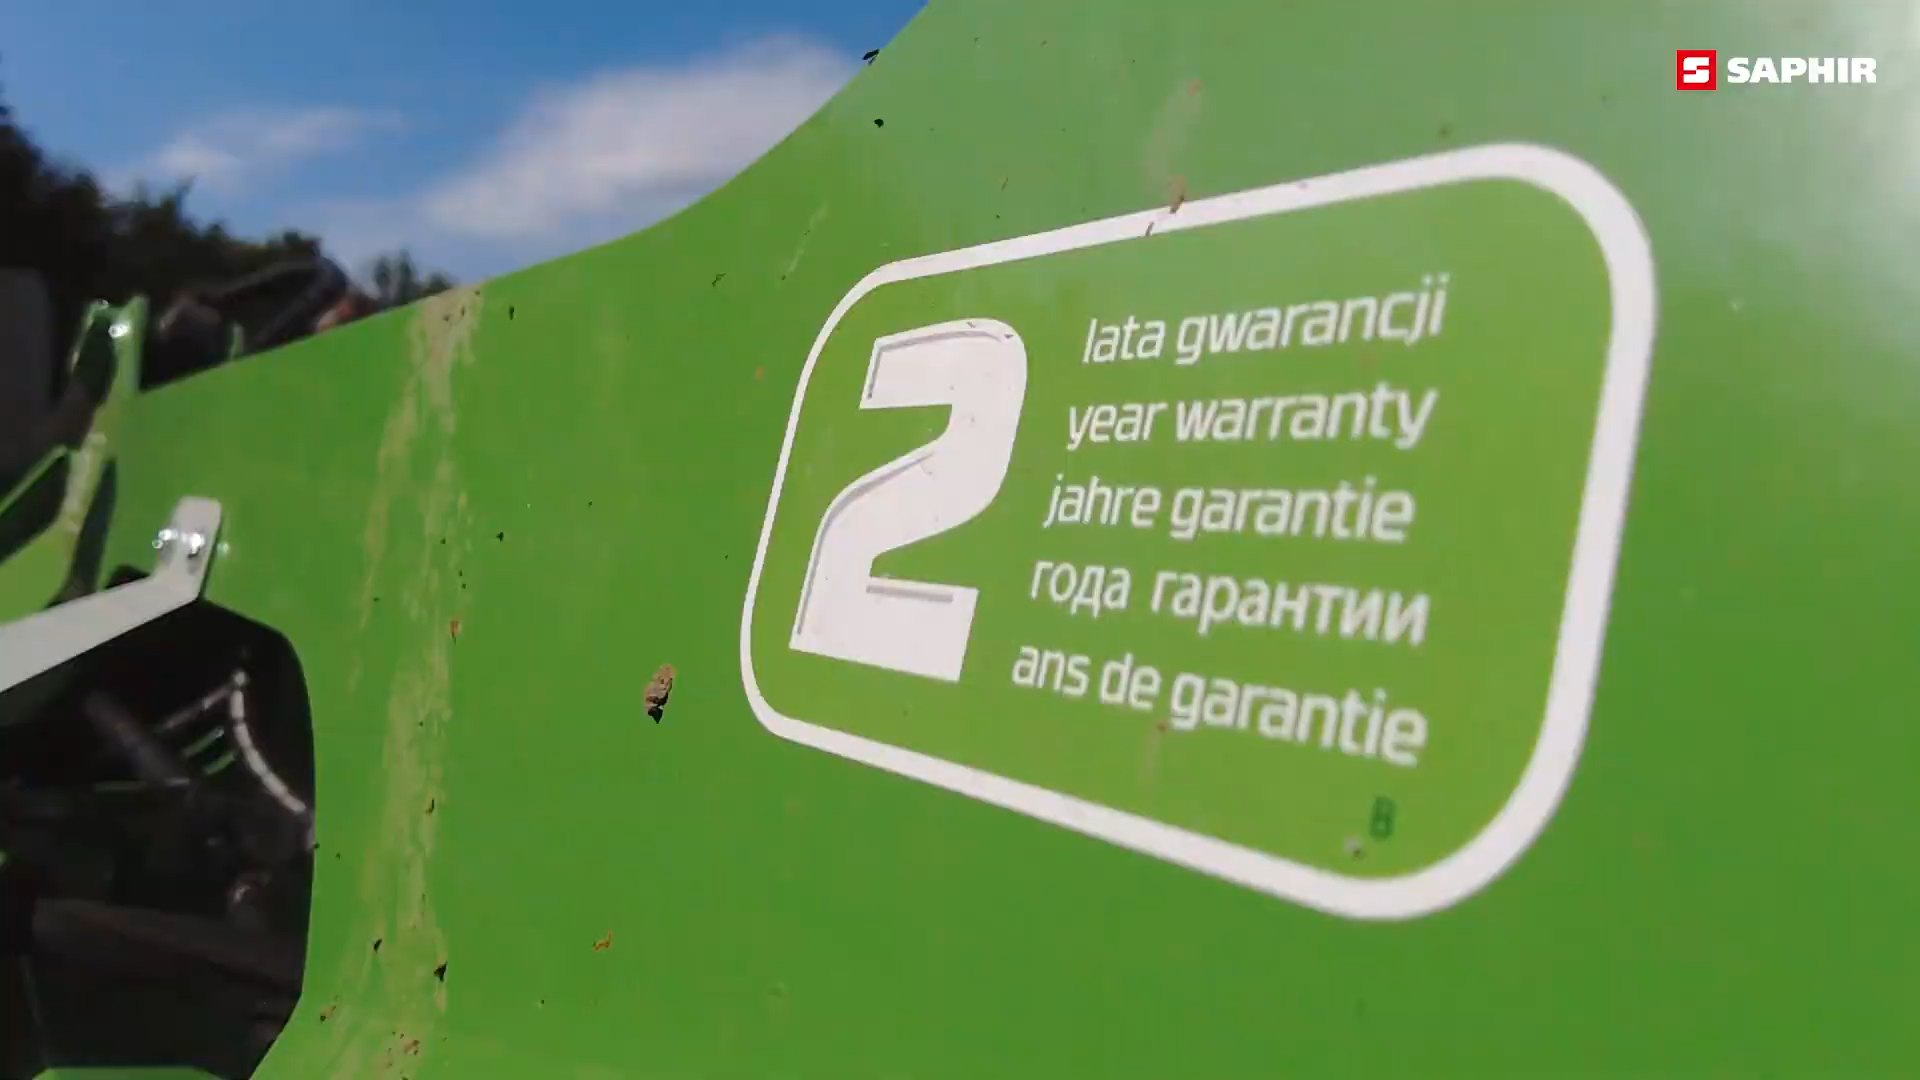 SAPHIR
2
lata gwarancji
year warranty
jahre garantie
года гарантии
ans de garantie
B